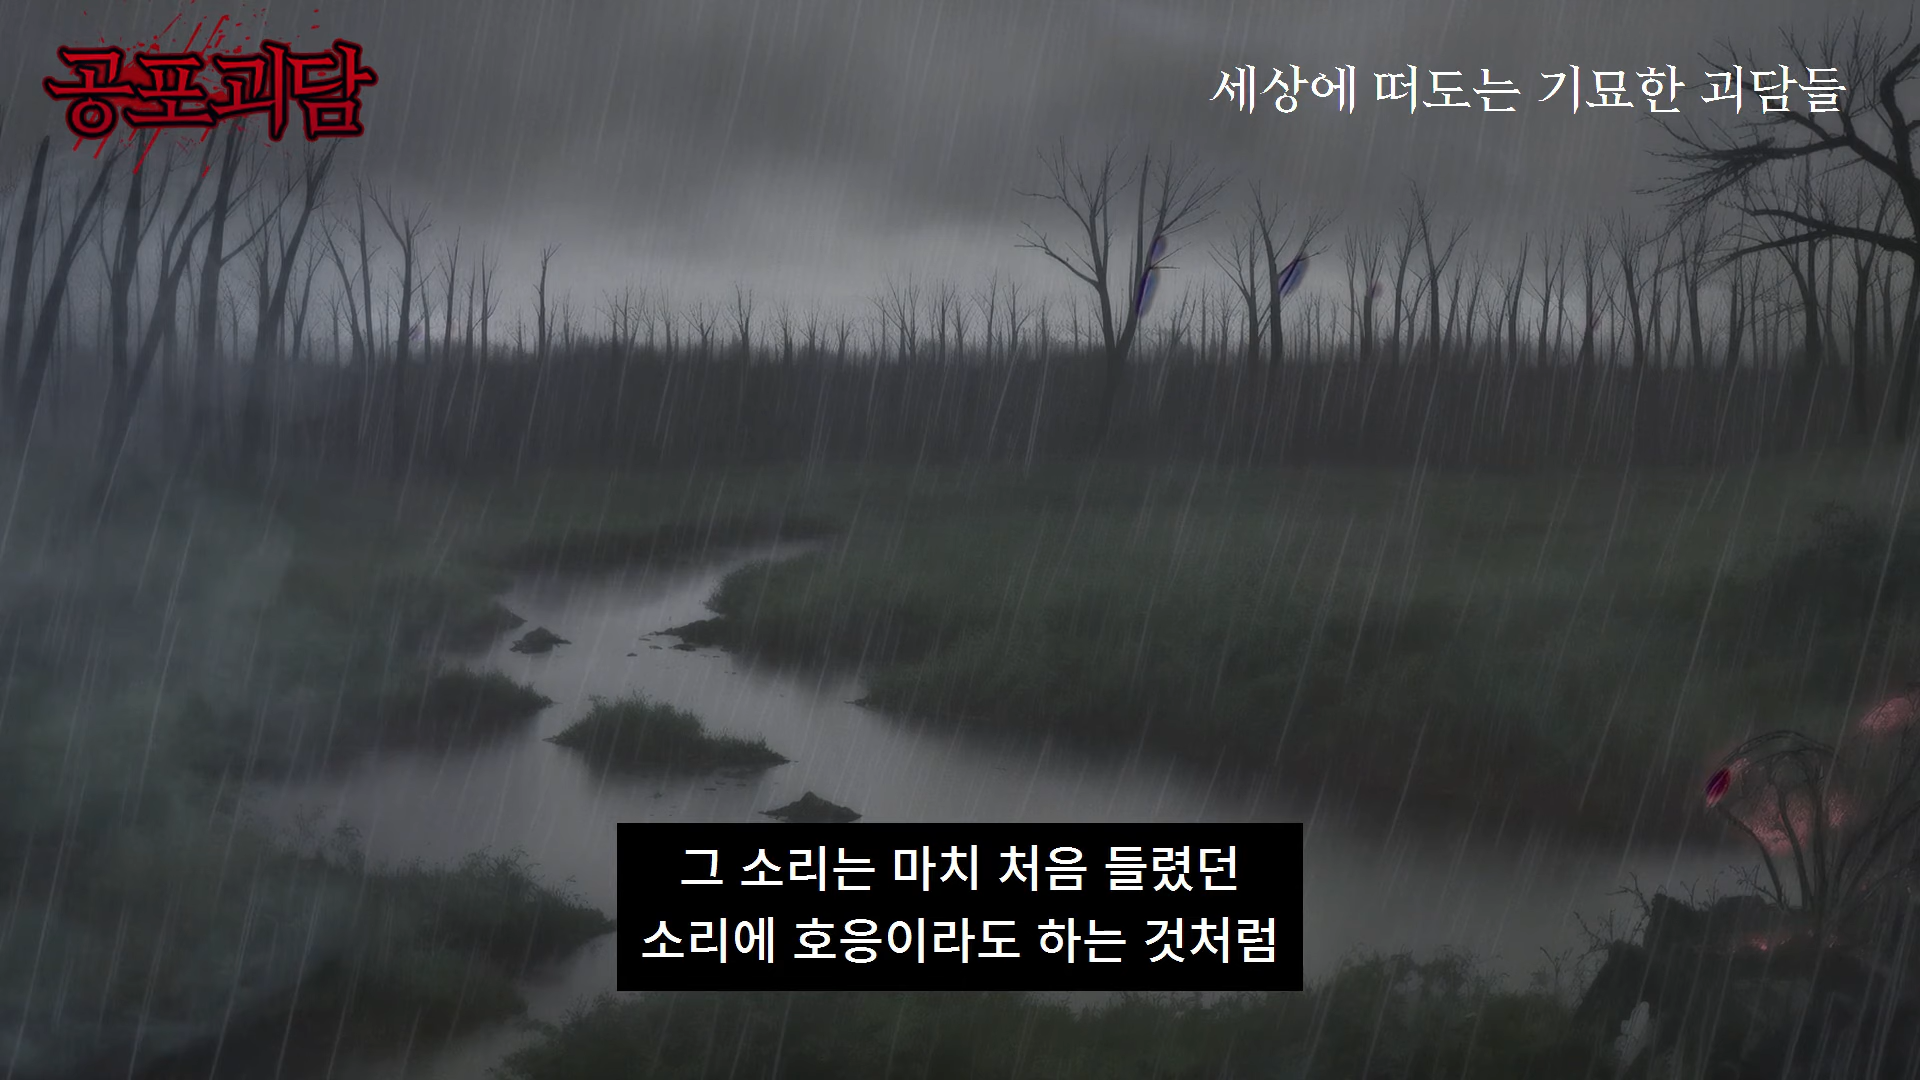 공포괴담
세상에 떠도는 기묘한 괴담들
그 소리는 마치 처음 들렸던
소리에 호응이라도 하는 것처럼